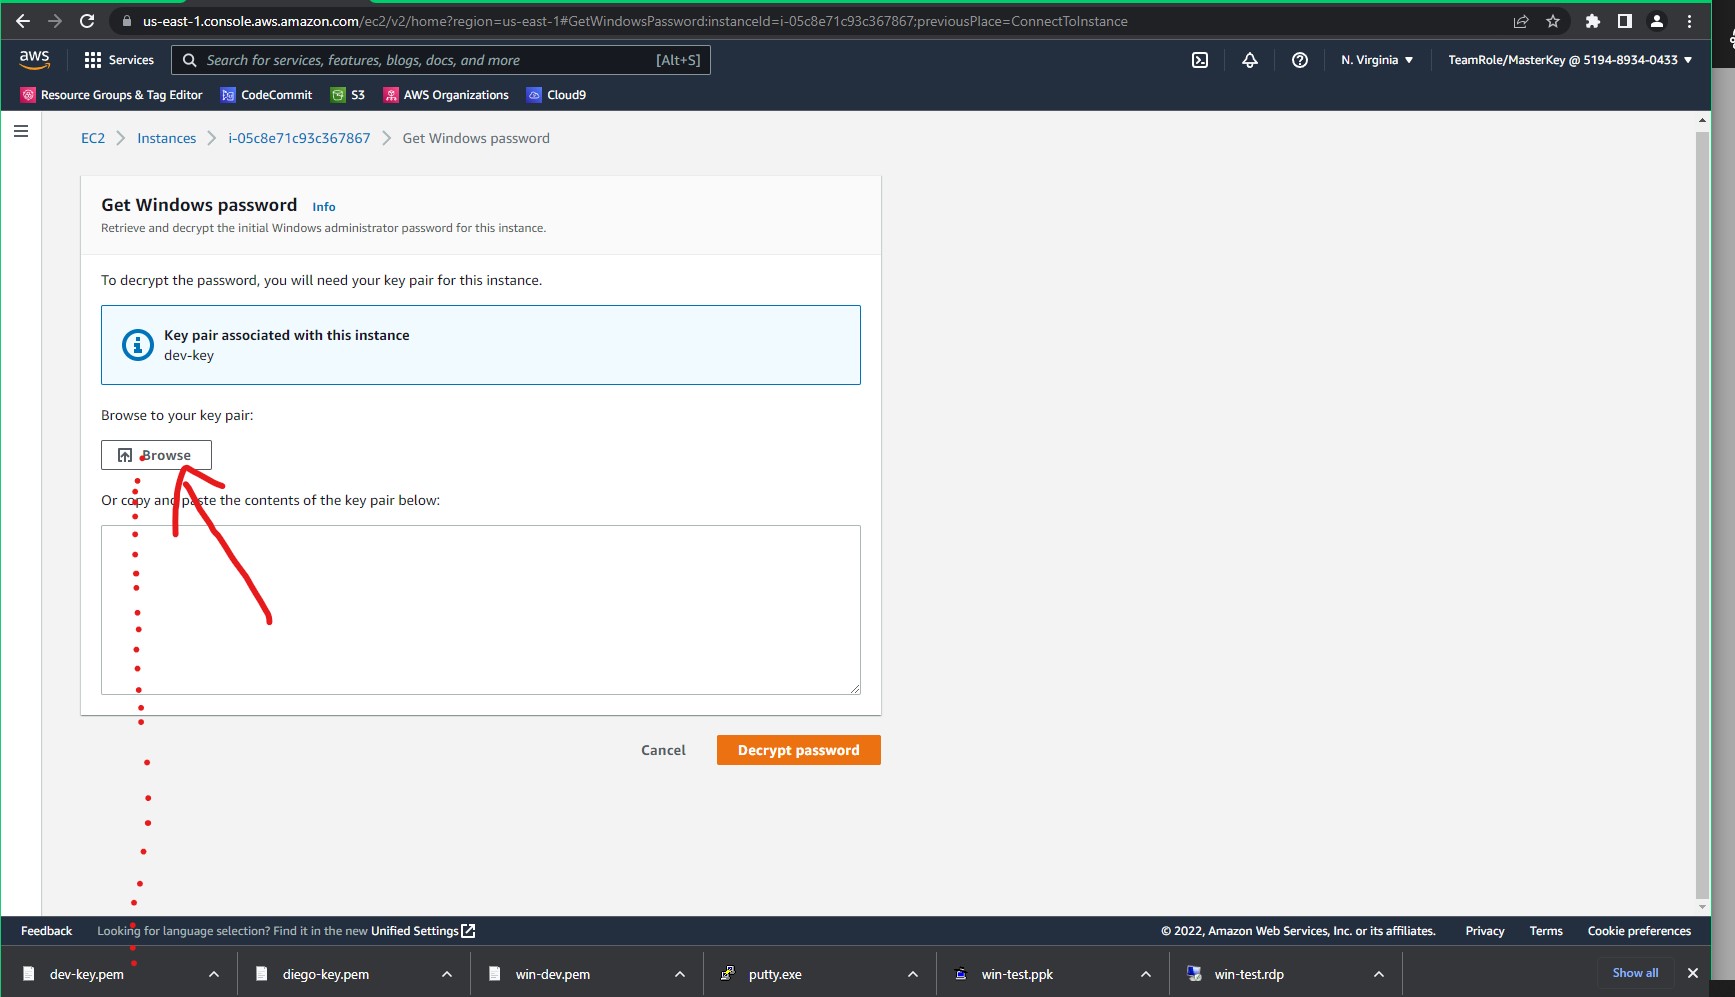 us-east-1.console.aws.amazon.com/ec2/v2/home?region=us-east-1#GetWindowsPassword:instanceId=i-05c8e71c93c367867;previousPlace=ConnectToInstance
aws Services Search for services, features, blogs, docs, and more [Alt+S] N. Virginia TeamRole/MasterKey @ 5194-8934-0433
Resource Groups & Tag Editor CodeCommit S3 AWS Organizations Cloud9
EC2 Instances i-05c8e71c93c367867 Get Windows password
Get Windows password Info
Retrieve and decrypt the initial Windows administrator password for this instance.
To decrypt the password, you will need your key pair for this instance.
Key pair associated with this instance
dev-key
Browse to your key pair:
Browse
Or copy and paste the contents of the key pair below:
Cancel Decrypt password
Feedback Looking for language selection? Find it in the new Unified Settings © 2022, Amazon Web Services, Inc. or its affiliates. Privacy Terms Cookie preferences
dev-key.pem diego-key.pem win-dev.pem putty.exe win-test.ppk win-test.rdp Show all